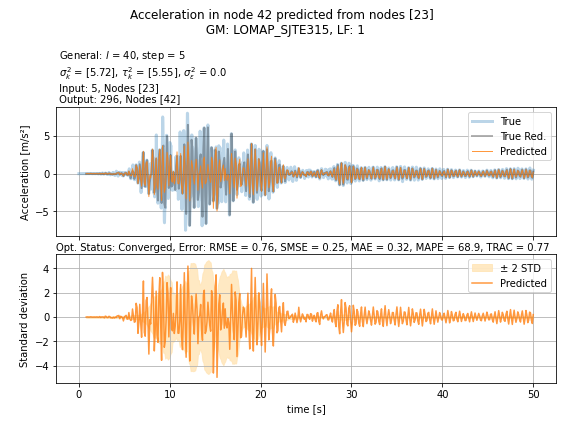 Acceleration in node 42 predicted from nodes [23]
GM: LOMAP_SJTE315, LF: 1
General: l = 40, step = 5
σ²ₖ = [5.72], τ²ₖ = [5.55], σ²ₑ = 0.0
Input: 5, Nodes [23]
Output: 296, Nodes [42]
Acceleration [m/s²]
5
0
−5
True
True Red.
Predicted
Opt. Status: Converged, Error: RMSE = 0.76, SMSE = 0.25, MAE = 0.32, MAPE = 68.9, TRAC = 0.77
Standard deviation
4
2
0
−2
−4
± 2 STD
Predicted
0 10 20 30 40 50
time [s]